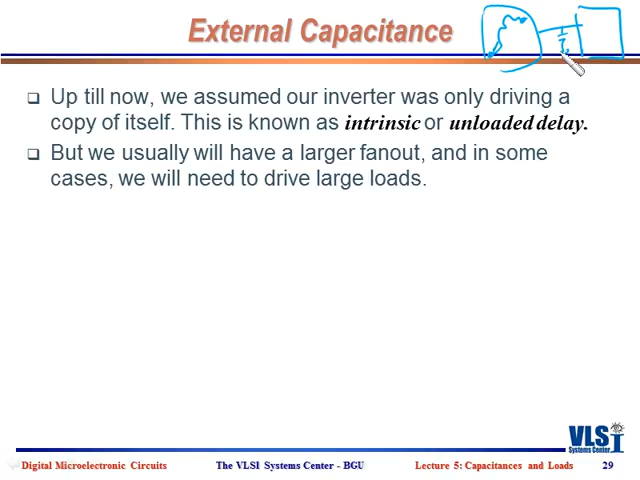 External Capacitance
❑ Up till now, we assumed our inverter was only driving a
copy of itself. This is known as intrinsic or unloaded delay.
❑ But we usually will have a larger fanout, and in some
cases, we will need to drive large loads.
VLSI
Systems Center
Digital Microelectronic Circuits The VLSI Systems Center - BGU Lecture 5: Capacitances and Loads 29